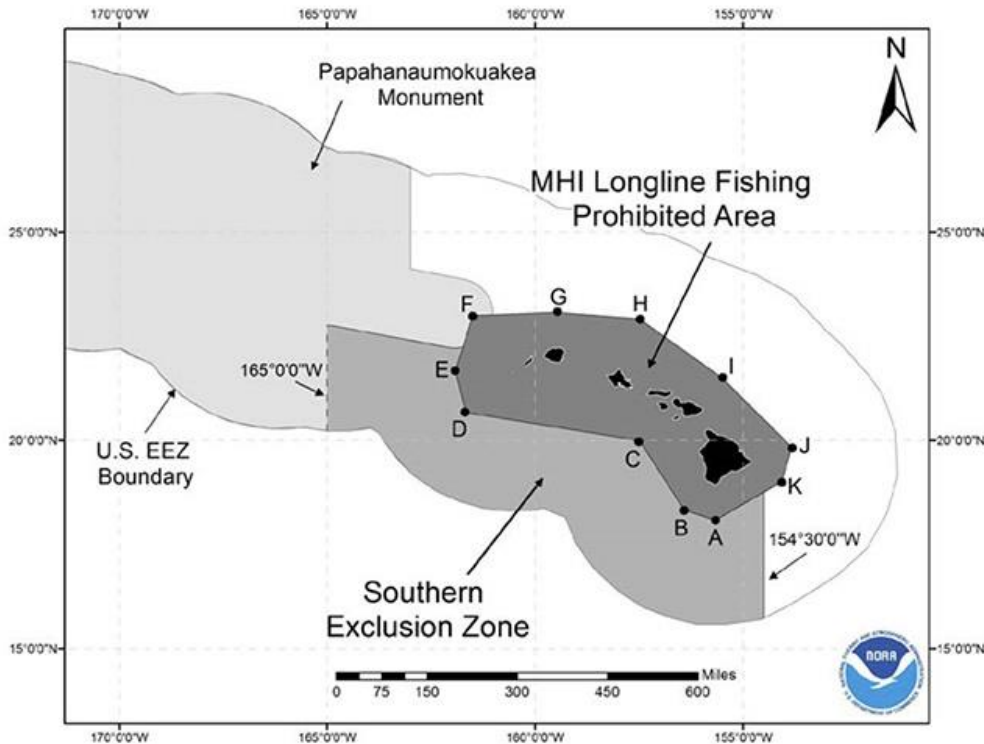 170°0'0"W 165°0'0"W 160°0'0"W 155°0'0"W
N
Papahanaumokuakea
Monument
MHI Longline Fishing
Prohibited Area
25°0'0"N 25°0'0"N
F G H
E I
165°0'0"W
D
20°0'0"N 20°0'0"N
U.S. EEZ
Boundary
C J
K
B A
154°30'0"W
Southern
Exclusion Zone
15°0'0"N 15°0'0"N
NOAA
Miles
0 75 150 300 450 600
170°0'0"W 165°0'0"W 160°0'0"W 155°0'0"W